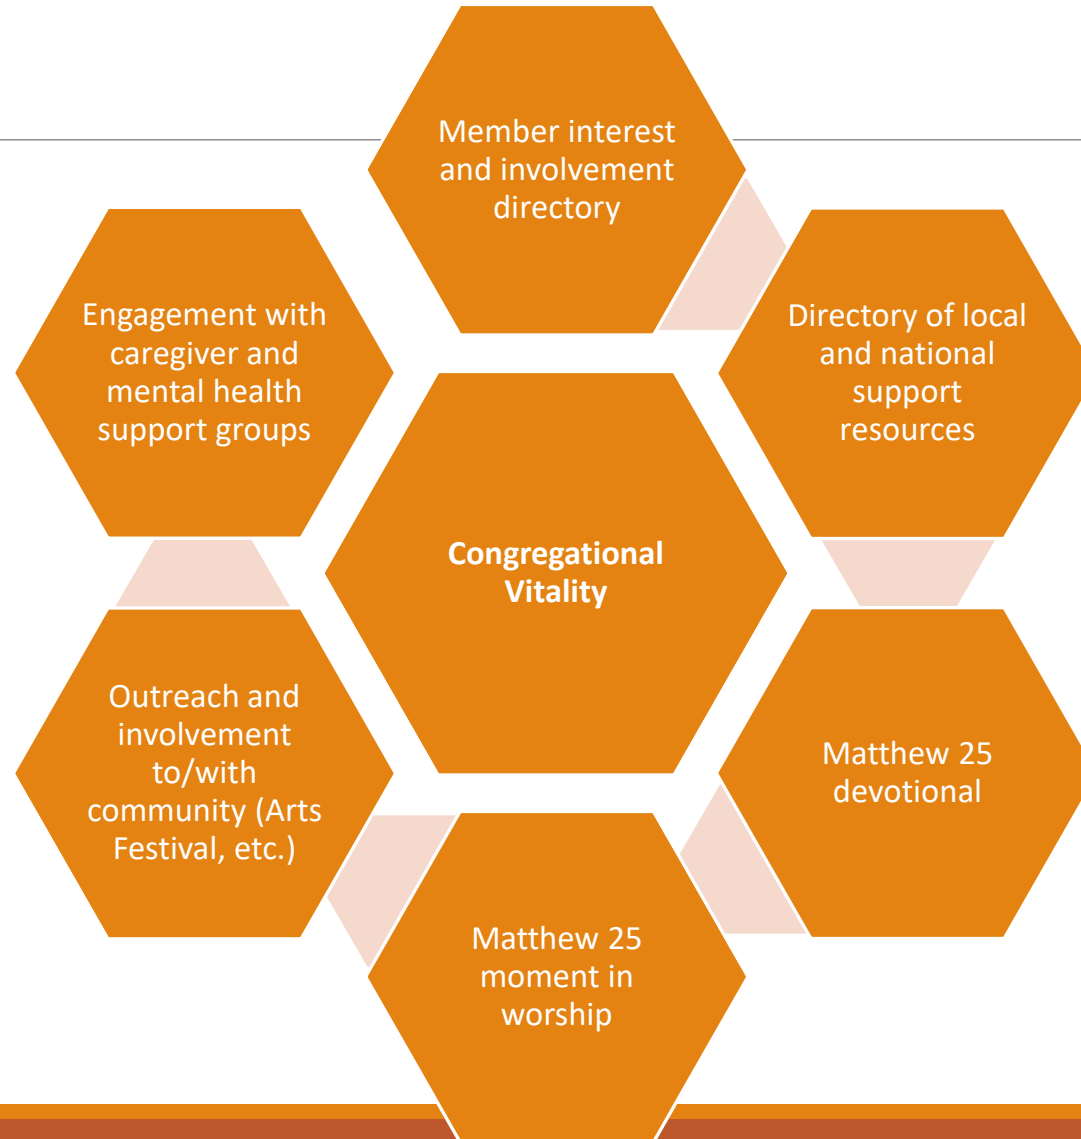 Member interest
and involvement
directory
Directory of local
and national
support
resources
Matthew 25
devotional
Matthew 25
moment in
worship
Outreach and
involvement
to/with
community (Arts
Festival, etc.)
Engagement with
caregiver and
mental health
support groups
Congregational
Vitality